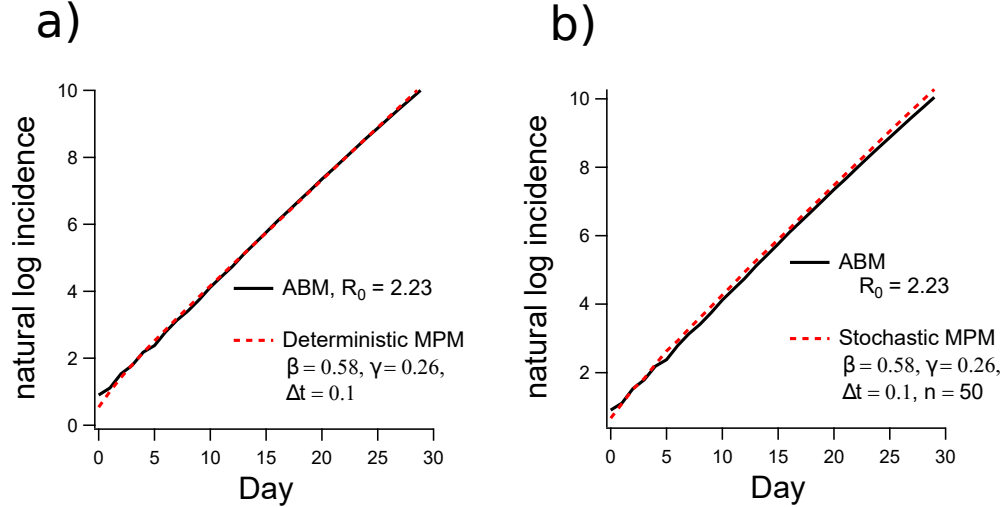 a)
natural log incidence
10
8
6
4
2
0
ABM, R₀ = 2.23
Deterministic MPM
β = 0.58, γ = 0.26,
Δt = 0.1
0 5 10 15 20 25 30
Day
b)
natural log incidence
10
8
6
4
2
ABM
R₀ = 2.23
Stochastic MPM
β = 0.58, γ = 0.26,
Δt = 0.1, n = 50
0 5 10 15 20 25 30
Day